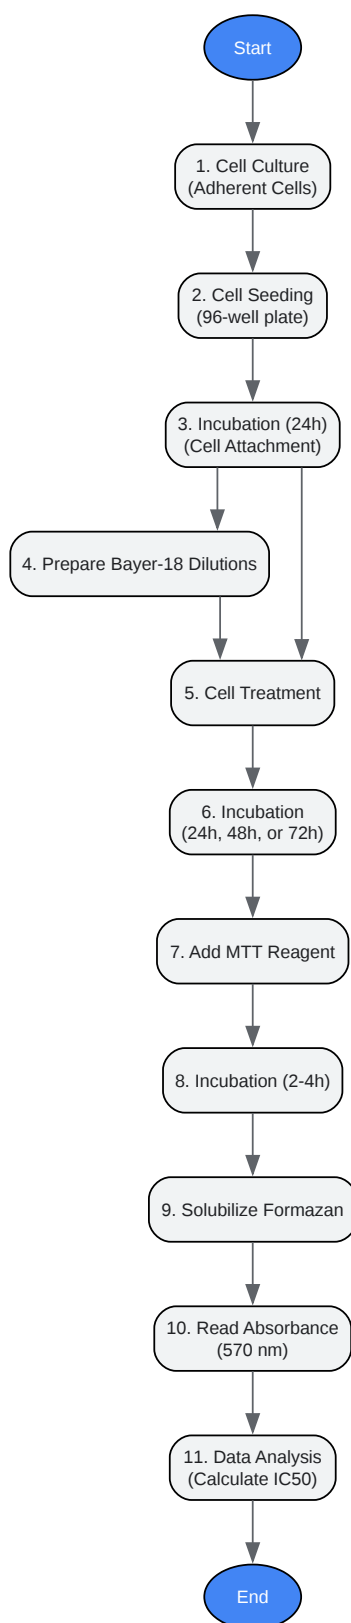 Start
1. Cell Culture
(Adherent Cells)
2. Cell Seeding
(96-well plate)
3. Incubation (24h)
(Cell Attachment)
4. Prepare Bayer-18 Dilutions
5. Cell Treatment
6. Incubation
(24h, 48h, or 72h)
7. Add MTT Reagent
8. Incubation (2-4h)
9. Solubilize Formazan
10. Read Absorbance
(570 nm)
11. Data Analysis
(Calculate IC50)
End